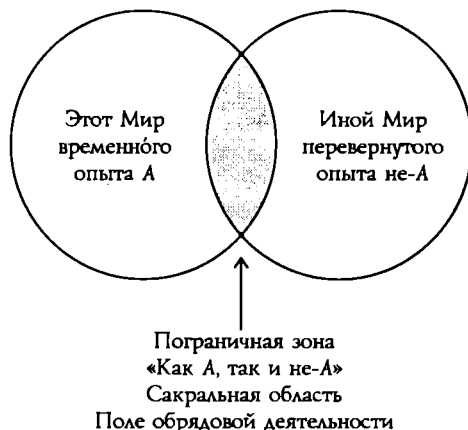 Этот Мир
временно́го
опыта A
Иной Мир
перевернутого
опыта не-A
Пограничная зона
«Как A, так и не-A»
Сакральная область
Поле обрядовой деятельности